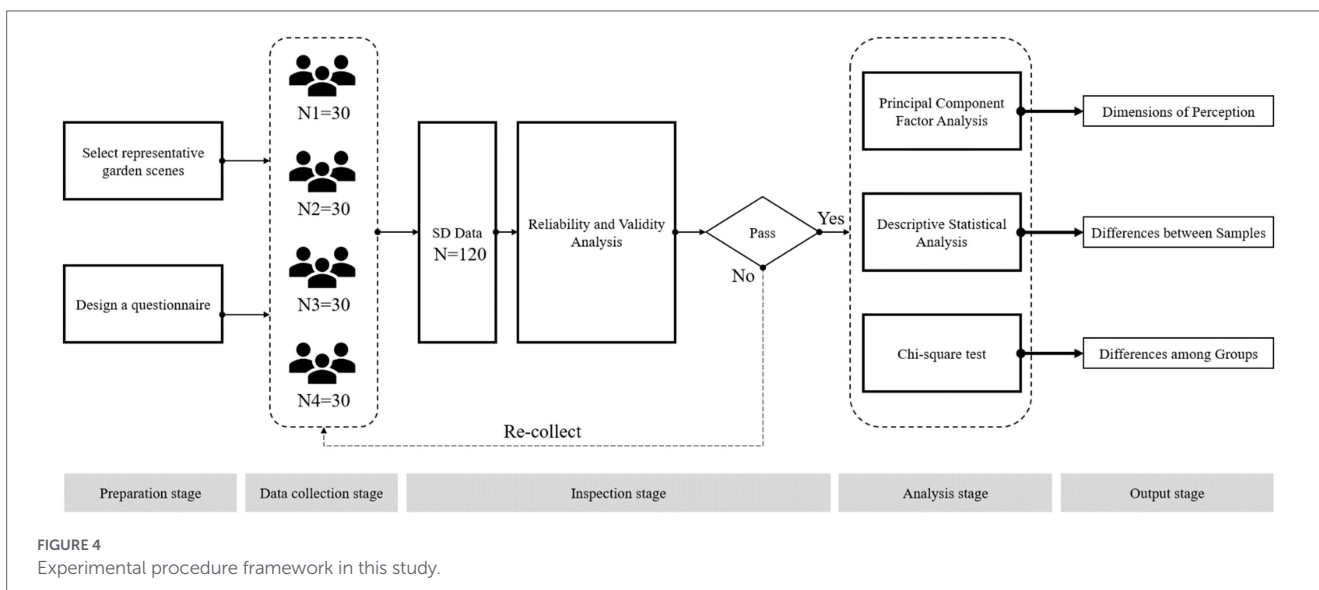 Select representative
garden scenes
Design a questionnaire
N1=30
N2=30
N3=30
N4=30
SD Data
N=120
Reliability and Validity
Analysis
Pass
Yes
No
Re-collect
Principal Component
Factor Analysis
Descriptive Statistical
Analysis
Chi-square test
Dimensions of Perception
Differences between Samples
Differences among Groups
Preparation stage
Data collection stage
Inspection stage
Analysis stage
Output stage
FIGURE 4
Experimental procedure framework in this study.